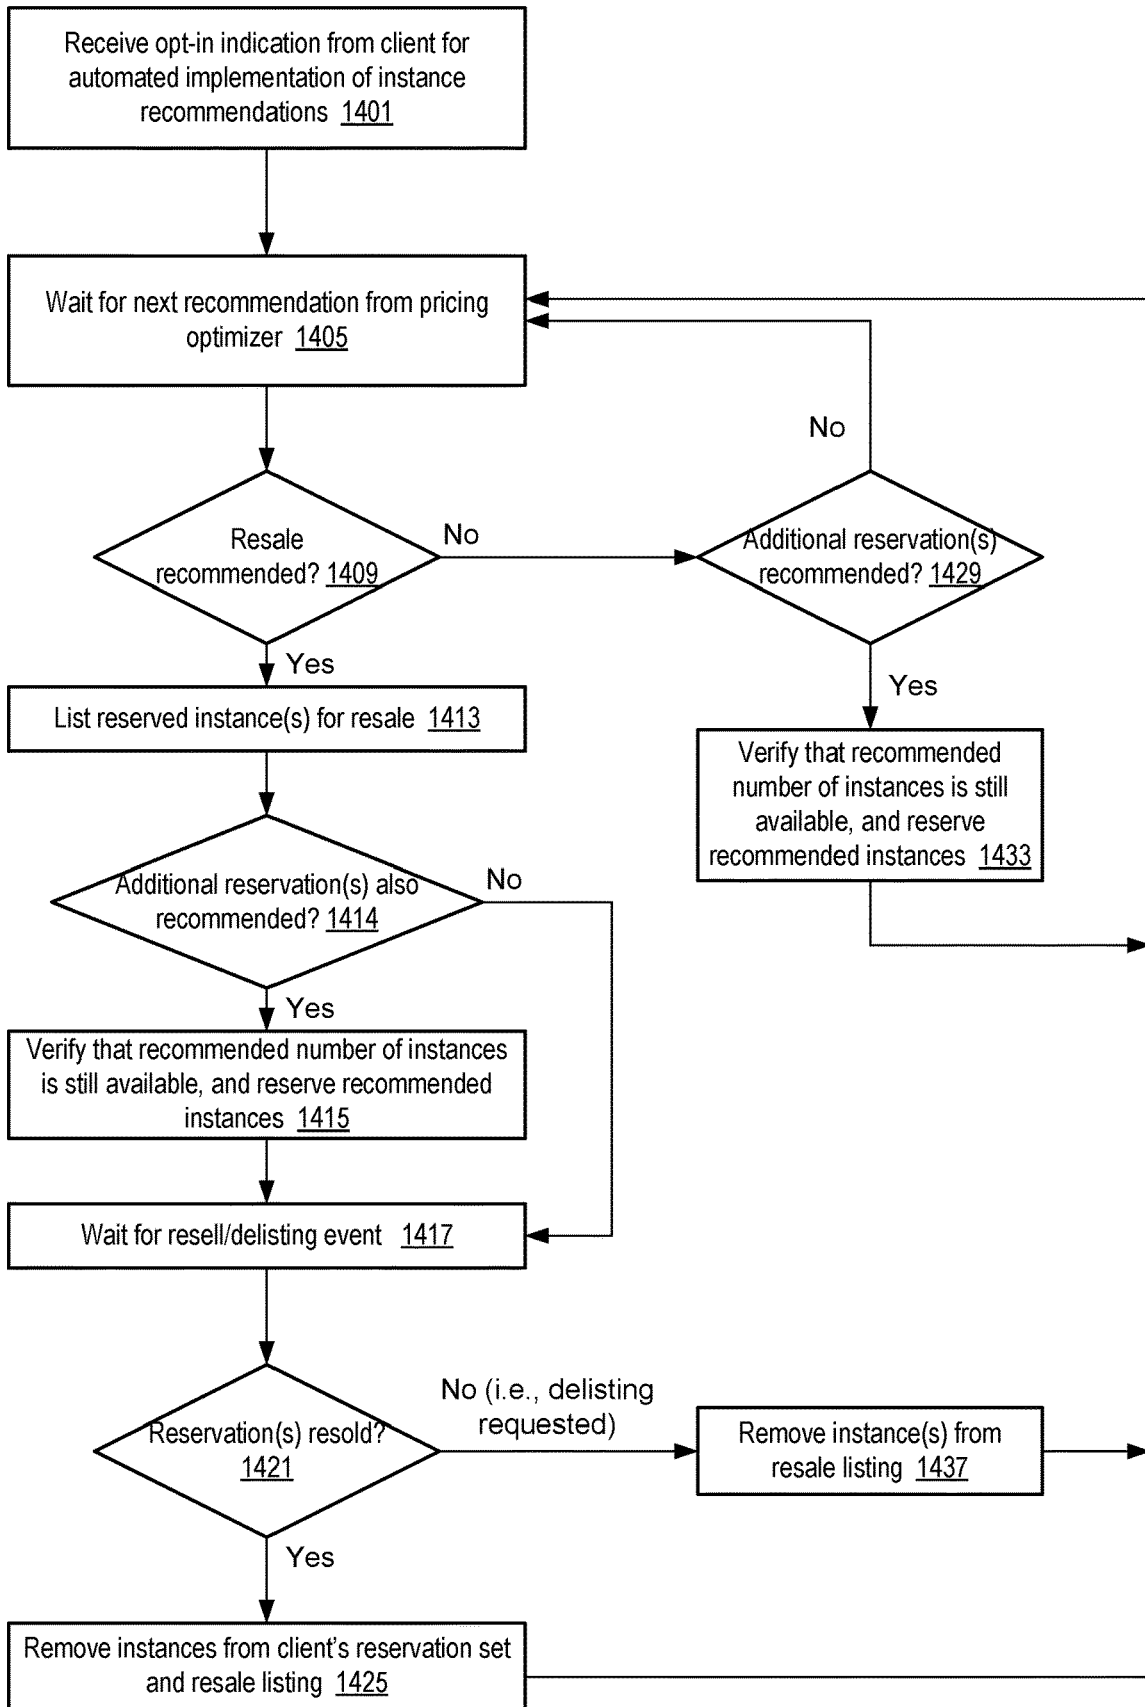 Receive opt-in indication from client for
automated implementation of instance
recommendations 1401
Wait for next recommendation from pricing
optimizer 1405
No
Resale
recommended? 1409
No
Additional reservation(s)
recommended? 1429
Yes
Yes
List reserved instance(s) for resale 1413
Verify that recommended
number of instances is still
available, and reserve
recommended instances 1433
Additional reservation(s) also
recommended? 1414
No
Yes
Verify that recommended number of instances
is still available, and reserve recommended
instances 1415
Wait for resell/delisting event 1417
Reservation(s) resold?
1421
No (i.e., delisting
requested)
Remove instance(s) from
resale listing 1437
Yes
Remove instances from client's reservation set
and resale listing 1425